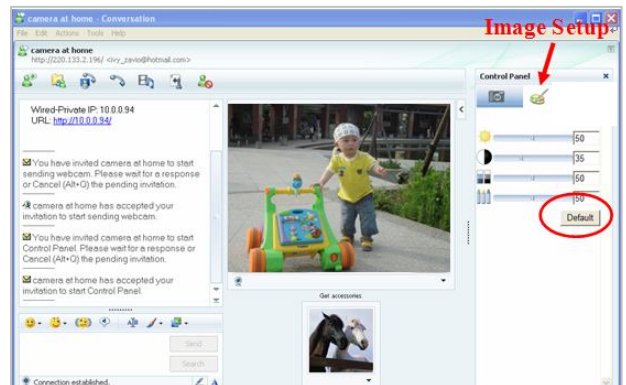 camera at home - Conversation
Image Setup
File Edit Actions Tools Help
camera at home
http://220.133.2.196/ <ivy_zavio@hotmail.com>
Control Panel
Wired-Private IP: 10.0.0.94
URL: http://10.0.0.94/
You have invited camera at home to start
sending webcam. Please wait for a response
or Cancel (Alt+Q) the pending invitation.
camera at home has accepted your
invitation to start sending webcam.
You have invited camera at home to start
Control Panel. Please wait for a response or
Cancel (Alt+Q) the pending invitation.
camera at home has accepted your
invitation to start Control Panel.
50
35
50
50
Default
Get accessories
Send
Search
Connection established.